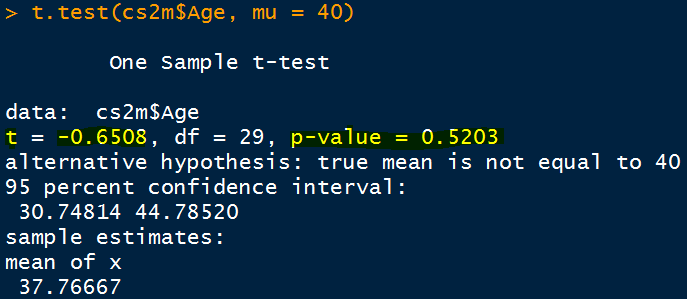 > t.test(cs2m$Age, mu = 40)
One Sample t-test
data:  cs2m$Age
t = -0.6508, df = 29, p-value = 0.5203
alternative hypothesis: true mean is not equal to 40
95 percent confidence interval:
 30.74814 44.78520
sample estimates:
mean of x
 37.76667